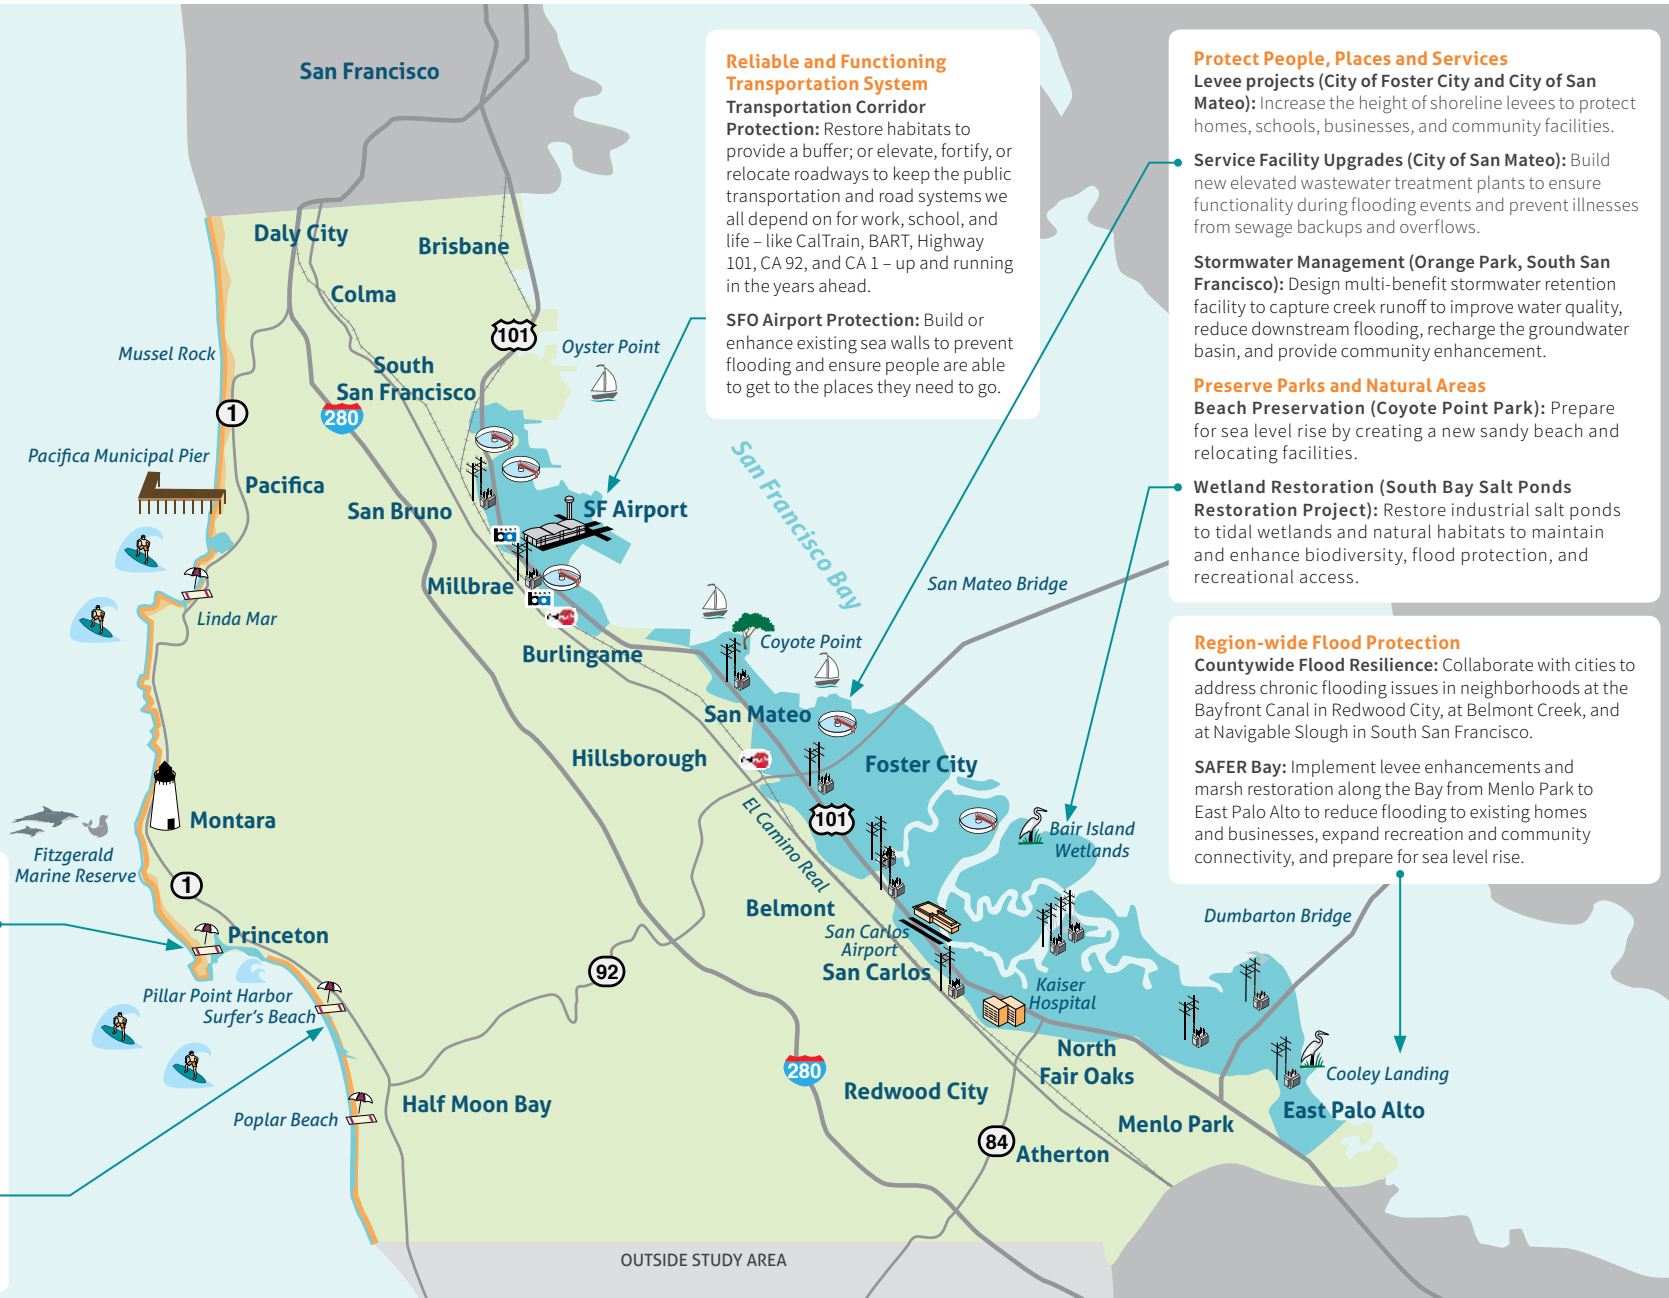 San Francisco
Daly City
Brisbane
Colma
101
Oyster Point
Mussel Rock
South
San Francisco
1
280
Pacifica Municipal Pier
Pacifica
San Bruno
SF Airport
ba
Millbrae
ba
Linda Mar
Burlingame
San Francisco Bay
San Mateo Bridge
Coyote Point
San Mateo
Hillsborough
Foster City
El Camino Real
101
Montara
Bair Island
Wetlands
Fitzgerald
Marine Reserve
1
Belmont
San Carlos
Airport
San Carlos
Dumbarton Bridge
Princeton
92
Kaiser
Hospital
Pillar Point Harbor
Surfer's Beach
North
Fair Oaks
280
Redwood City
Cooley Landing
Half Moon Bay
Poplar Beach
East Palo Alto
Menlo Park
84
Atherton
OUTSIDE STUDY AREA
Reliable and Functioning
Transportation System
Transportation Corridor
Protection: Restore habitats to
provide a buffer; or elevate, fortify, or
relocate roadways to keep the public
transportation and road systems we
all depend on for work, school, and
life – like CalTrain, BART, Highway
101, CA 92, and CA 1 – up and running
in the years ahead.
SFO Airport Protection: Build or
enhance existing sea walls to prevent
flooding and ensure people are able
to get to the places they need to go.
Protect People, Places and Services
Levee projects (City of Foster City and City of San
Mateo): Increase the height of shoreline levees to protect
homes, schools, businesses, and community facilities.
Service Facility Upgrades (City of San Mateo): Build
new elevated wastewater treatment plants to ensure
functionality during flooding events and prevent illnesses
from sewage backups and overflows.
Stormwater Management (Orange Park, South San
Francisco): Design multi-benefit stormwater retention
facility to capture creek runoff to improve water quality,
reduce downstream flooding, recharge the groundwater
basin, and provide community enhancement.
Preserve Parks and Natural Areas
Beach Preservation (Coyote Point Park): Prepare
for sea level rise by creating a new sandy beach and
relocating facilities.
Wetland Restoration (South Bay Salt Ponds
Restoration Project): Restore industrial salt ponds
to tidal wetlands and natural habitats to maintain
and enhance biodiversity, flood protection, and
recreational access.
Region-wide Flood Protection
Countywide Flood Resilience: Collaborate with cities to
address chronic flooding issues in neighborhoods at the
Bayfront Canal in Redwood City, at Belmont Creek, and
at Navigable Slough in South San Francisco.
SAFER Bay: Implement levee enhancements and
marsh restoration along the Bay from Menlo Park to
East Palo Alto to reduce flooding to existing homes
and businesses, expand recreation and community
connectivity, and prepare for sea level rise.